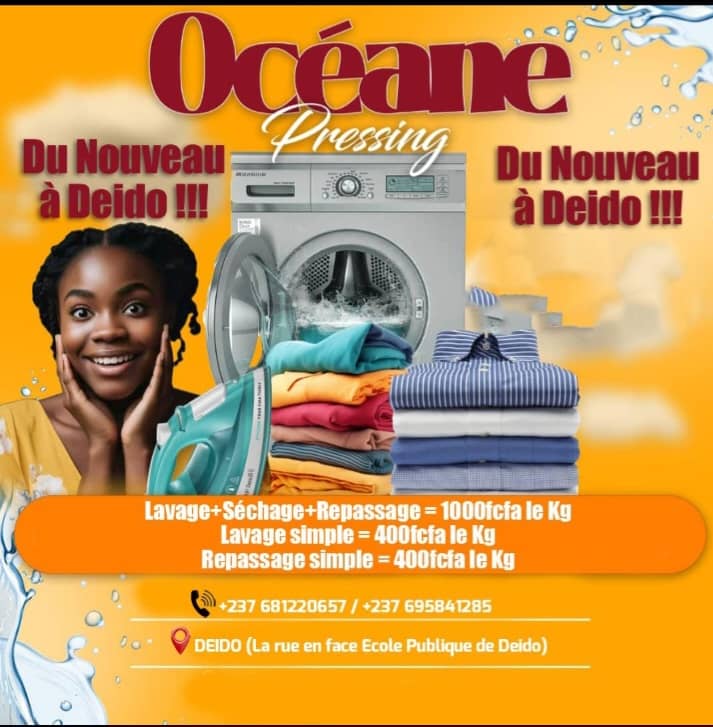 Océane
Pressing
Du Nouveau
à Deido !!!
Du Nouveau
à Deido !!!
Lavage+Séchage+Repassage = 1000fcfa le Kg
Lavage simple = 400fcfa le Kg
Repassage simple = 400fcfa le Kg
+237 681220657 / +237 695841285
DEIDO (La rue en face Ecole Publique de Deido)